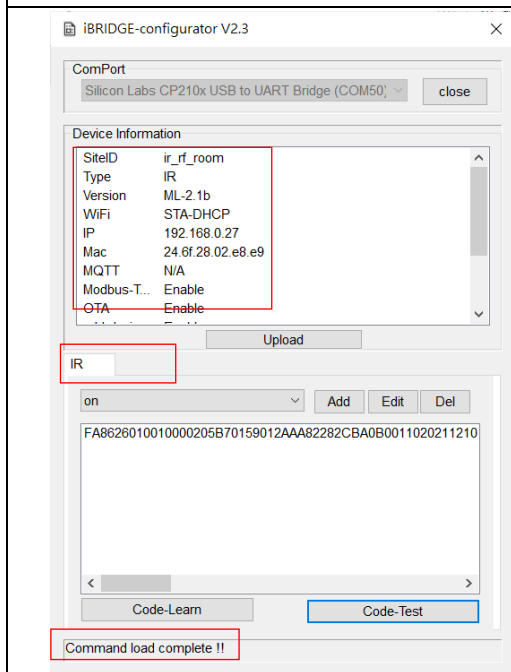 iBRIDGE-configurator V2.3
ComPort
Silicon Labs CP210x USB to UART Bridge (COM50)
close
Device Information
SiteID ir_rf_room
Type IR
Version ML-2.1b
WiFi STA-DHCP
IP 192.168.0.27
Mac 24.6f.28.02.e8.e9
MQTT N/A
Modbus-T... Enable
OTA Enable
Upload
IR
on
Add Edit Del
FA8626010010000205B70159012AAA82282CBA0B0011020211210
Code-Learn Code-Test
Command load complete !!